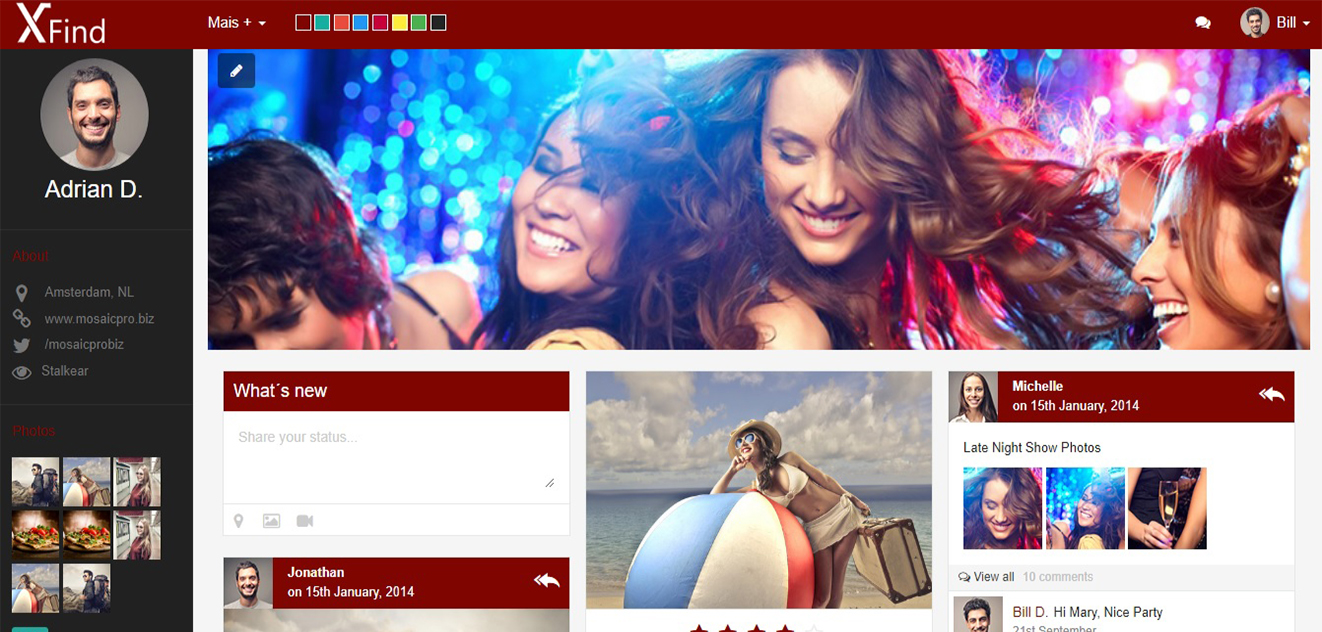 XFind
Mais +
Bill
Adrian D.
About
Amsterdam, NL
www.mosaicpro.biz
/mosaicprobiz
Stalkear
Photos
What´s new
Share your status...
Jonathan
on 15th January, 2014
Michelle
on 15th January, 2014
Late Night Show Photos
View all 10 comments
Bill D. Hi Mary, Nice Party
21st September